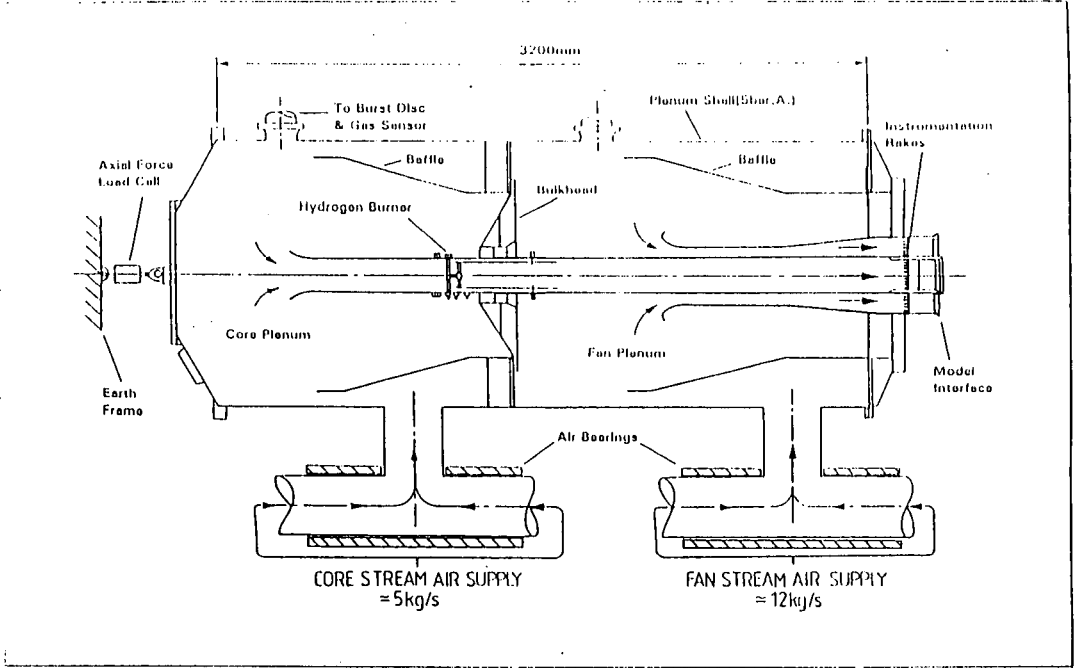 3200mm
To Burst Disc
& Gas Sensor
Plenum Shell(5bar,A.)
Instrumentation
Rakes
Axial Force
Load Cell
Baffle
Baffle
Bulkhead
Hydrogen Burner
Core Plenum
Fan Plenum
Model
Interface
Earth
Frame
Air Bearings
CORE STREAM AIR SUPPLY
≃5kg/s
FAN STREAM AIR SUPPLY
≃12kg/s